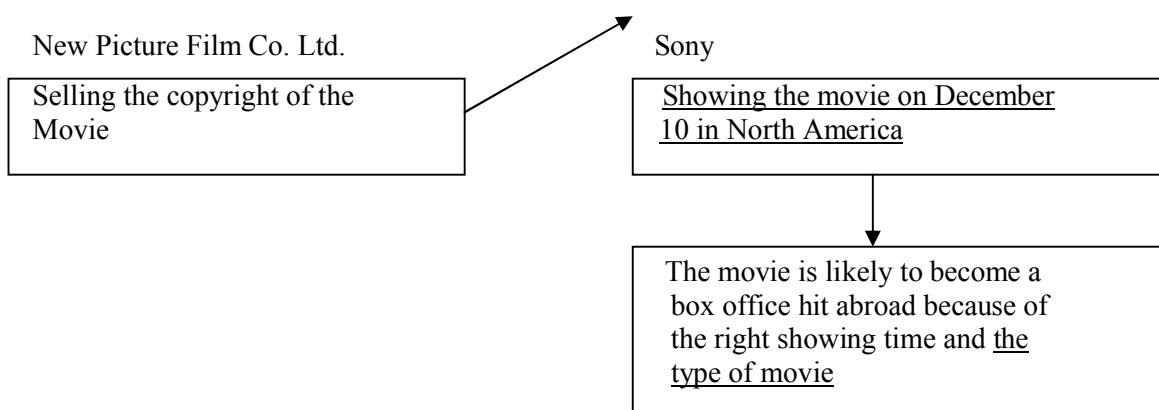 New Picture Film Co. Ltd.
Selling the copyright of the
Movie
Sony
Showing the movie on December
10 in North America
The movie is likely to become a
box office hit abroad because of
the right showing time and the
type of movie